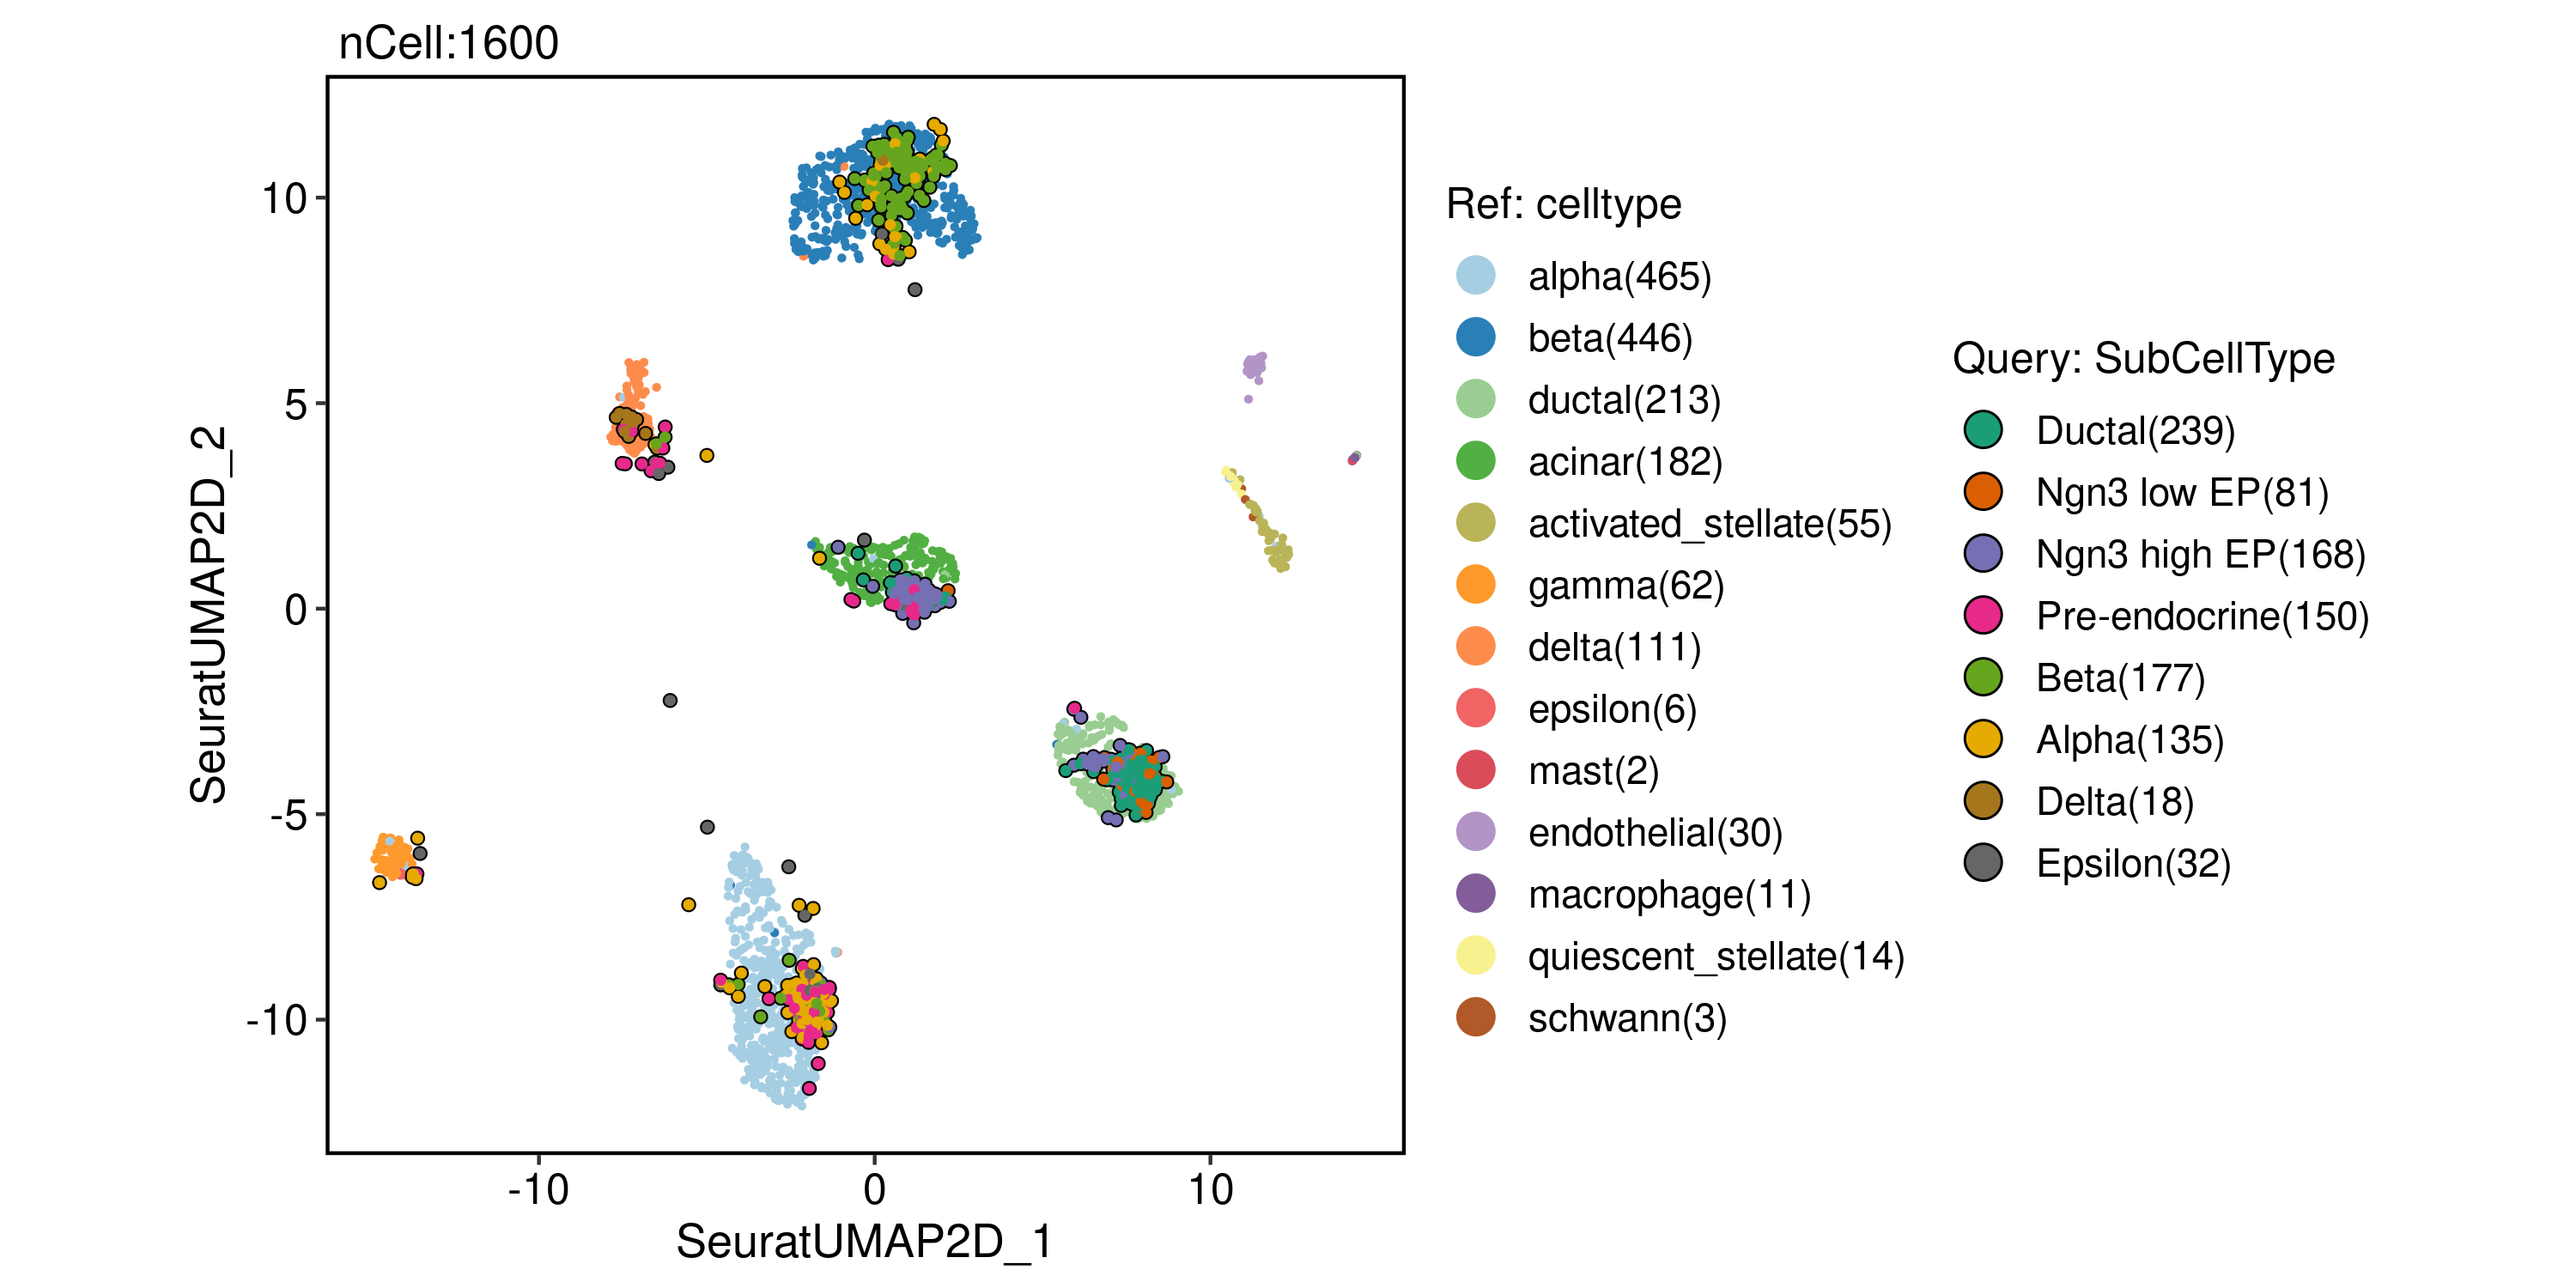 nCell:1600
10
5
0
-5
-10
SeuratUMAP2D_2
-10
0
10
SeuratUMAP2D_1
Ref: celltype
alpha(465)
beta(446)
ductal(213)
acinar(182)
activated_stellate(55)
gamma(62)
delta(111)
epsilon(6)
mast(2)
endothelial(30)
macrophage(11)
quiescent_stellate(14)
schwann(3)
Query: SubCellType
Ductal(239)
Ngn3 low EP(81)
Ngn3 high EP(168)
Pre-endocrine(150)
Beta(177)
Alpha(135)
Delta(18)
Epsilon(32)